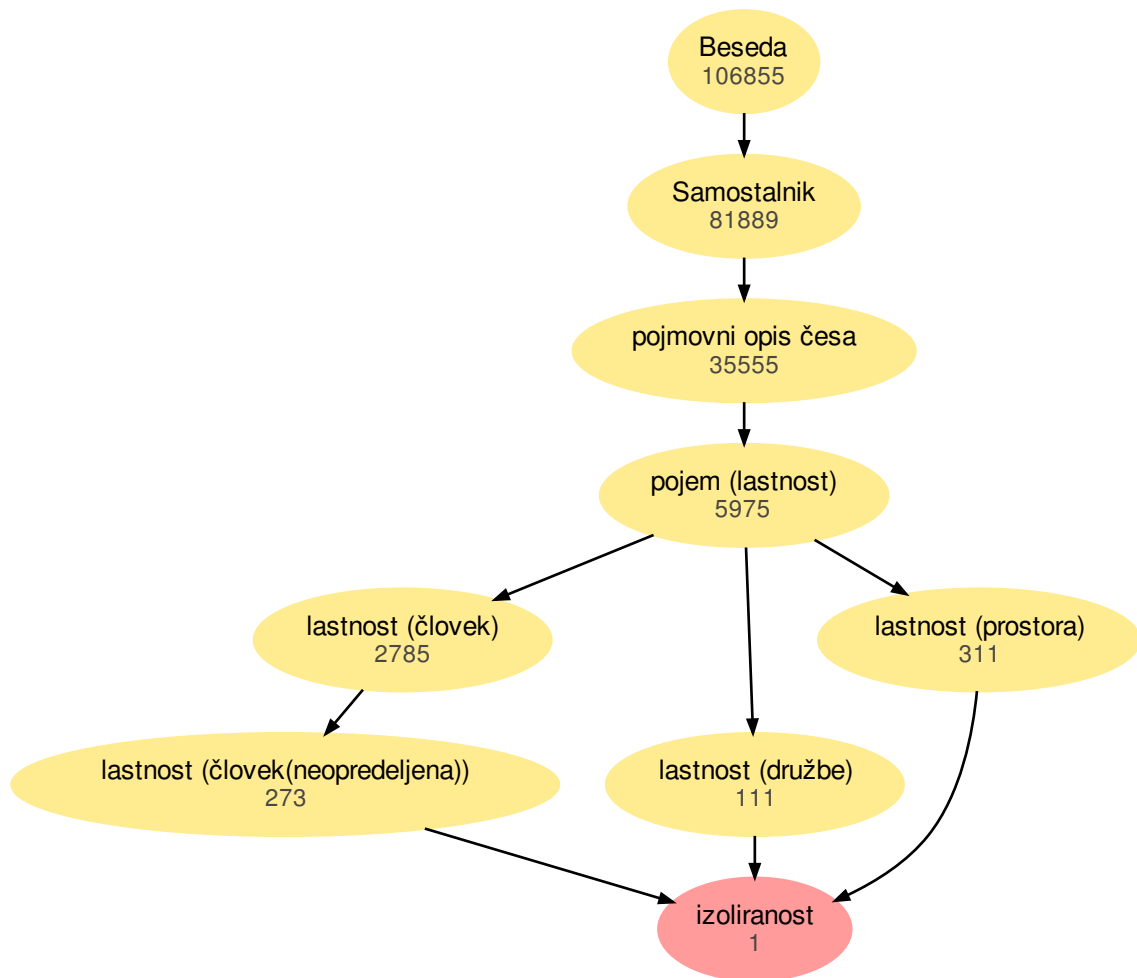 Beseda
106855
Samostalnik
81889
pojmovni opis česa
35555
pojem (lastnost)
5975
lastnost (človek)
2785
lastnost (prostora)
311
lastnost (človek(neopredeljena))
273
lastnost (družbe)
111
izoliranost
1